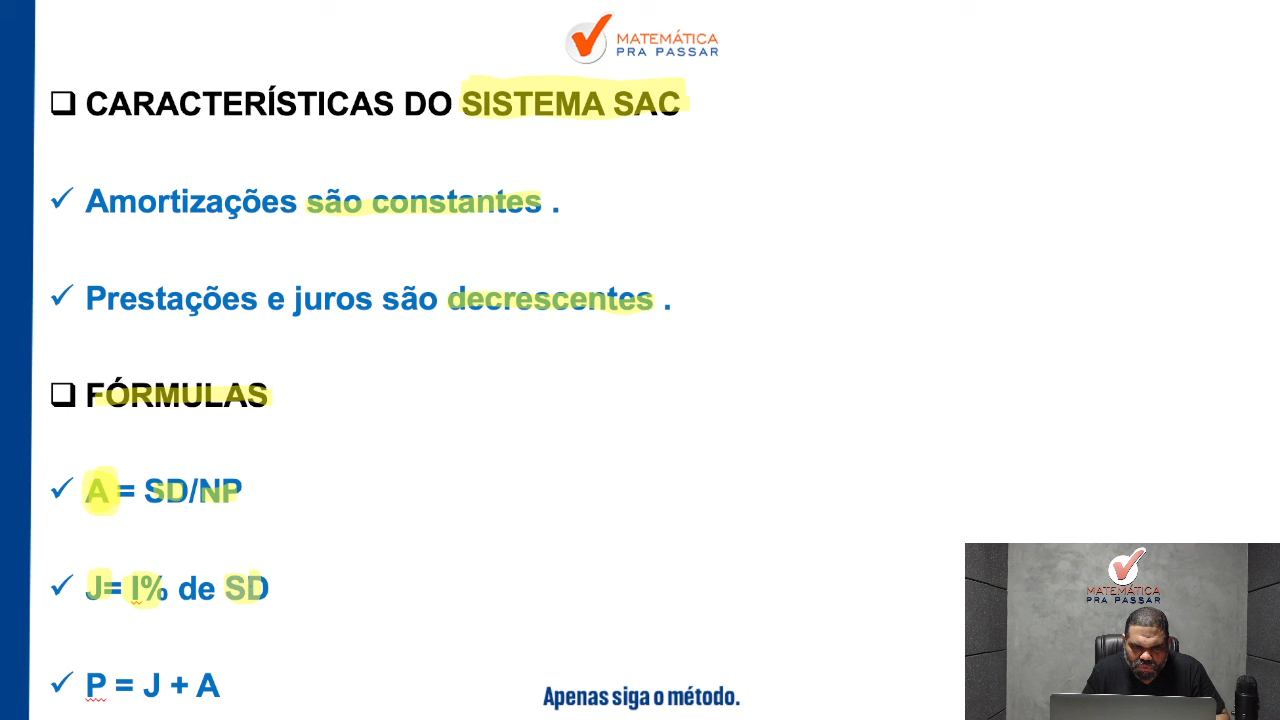 MATEMÁTICA
PRA PASSAR
CARACTERÍSTICAS DO SISTEMA SAC
Amortizações são constantes .
Prestações e juros são decrescentes .
FÓRMULAS
A = SD/NP
J= I% de SD
P = J + A
MATEMÁTICA
PRA PASSAR
Apenas siga o método.